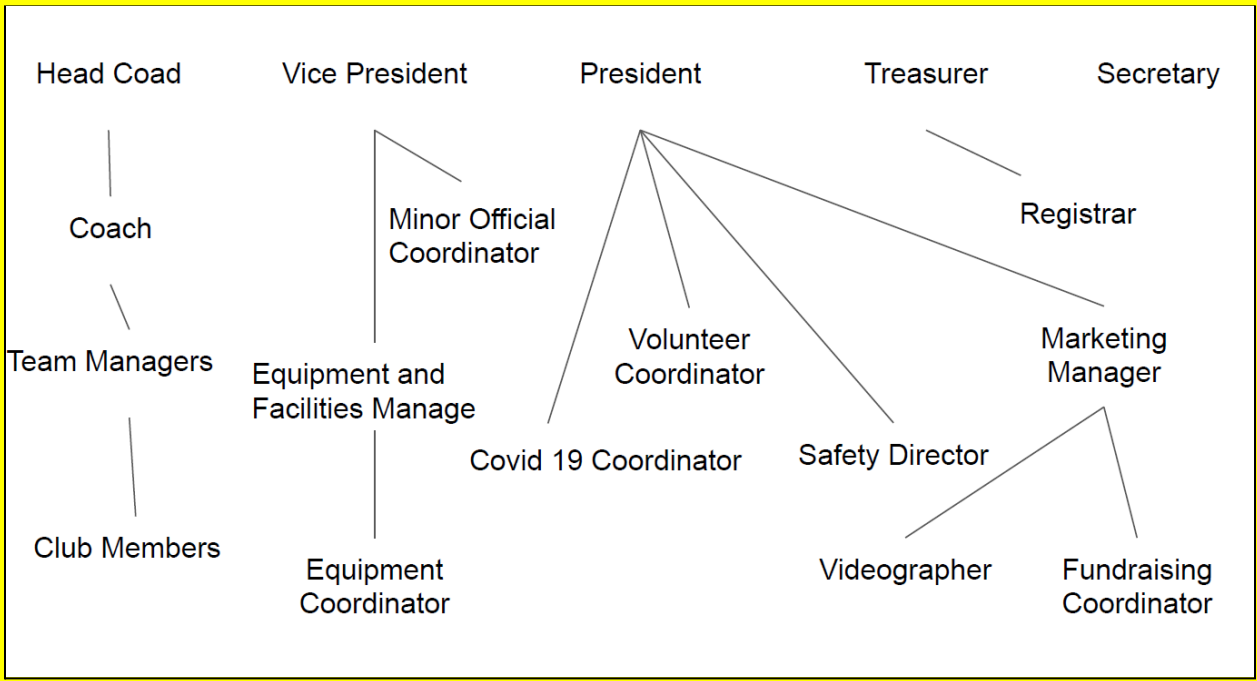 Head Coad
Vice President
President
Treasurer
Secretary
Coach
Minor Official
Coordinator
Registrar
Team Managers
Equipment and
Facilities Manage
Volunteer
Coordinator
Marketing
Manager
Covid 19 Coordinator
Safety Director
Club Members
Equipment
Coordinator
Videographer
Fundraising
Coordinator